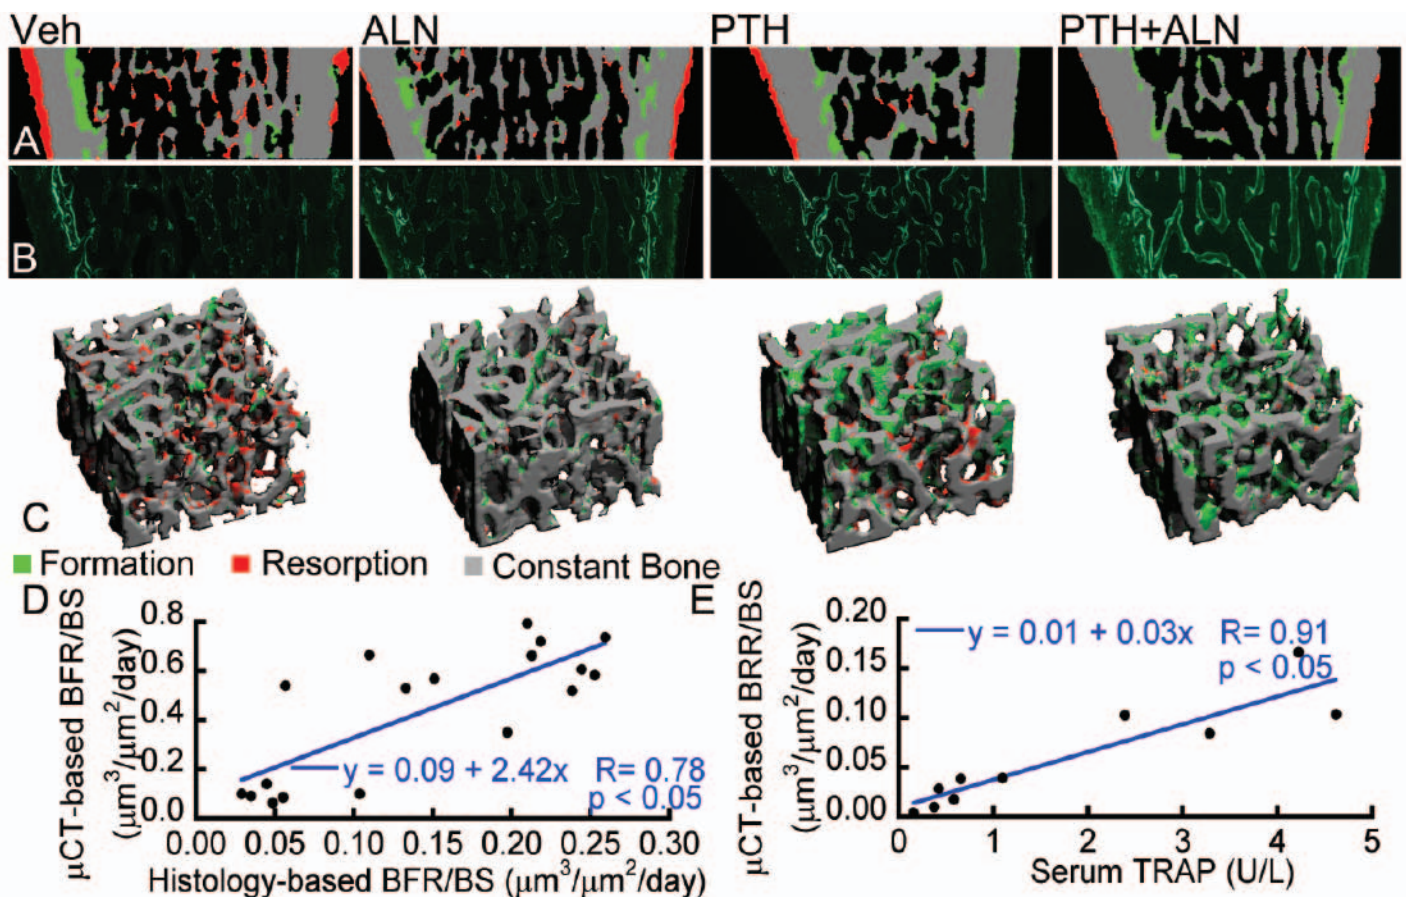 Veh ALN PTH PTH+ALN
A
B
C
Formation Resorption Constant Bone
D
μCT-based BFR/BS
(μm³/μm²/day)
0.8
0.6
0.4
0.2
0.0
y = 0.09 + 2.42x R= 0.78
p < 0.05
0.00 0.05 0.10 0.15 0.20 0.25 0.30
Histology-based BFR/BS (μm³/μm²/day)
E
μCT-based BRR/BS
(μm³/μm²/day)
0.20
0.15
0.10
0.05
0.00
y = 0.01 + 0.03x R= 0.91
p < 0.05
0 1 2 3 4 5
Serum TRAP (U/L)